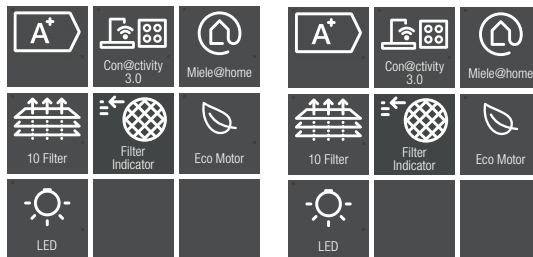 A+
Con@ctivity
3.0
Miele@home
10 Filter
Filter
Indicator
Eco Motor
LED
A+
Con@ctivity
3.0
Miele@home
10 Filter
Filter
Indicator
Eco Motor
LED